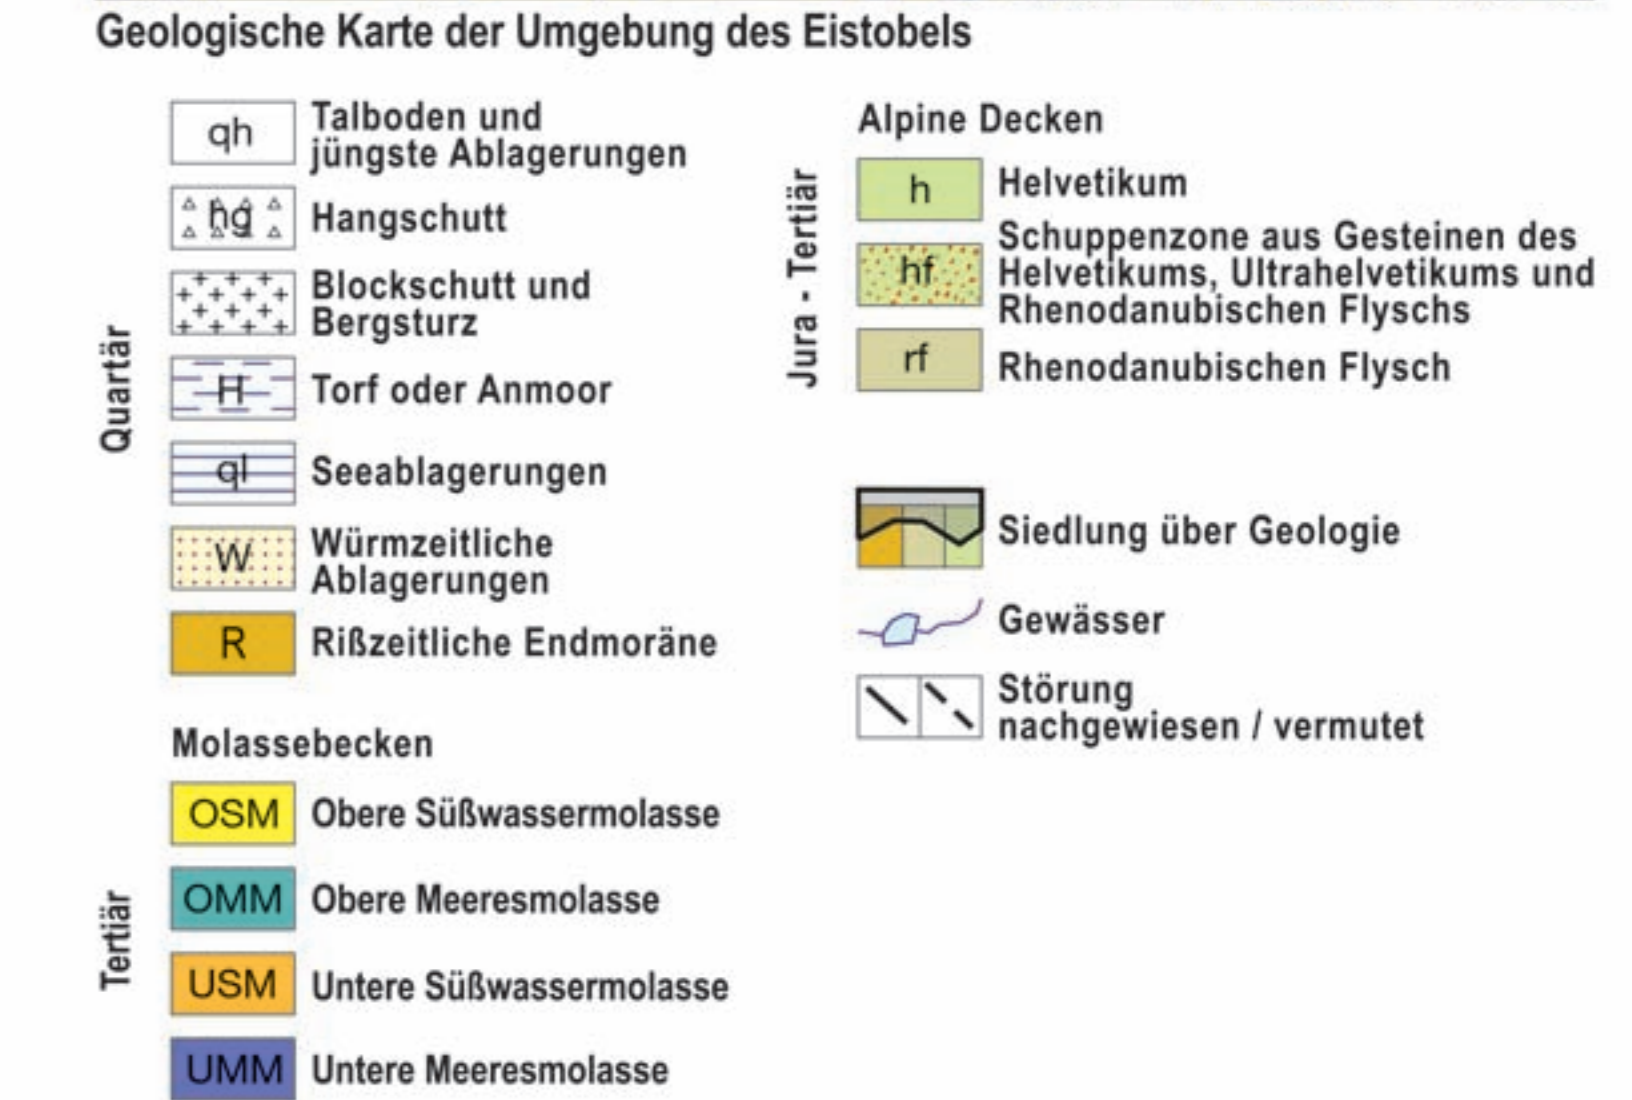 Geologische Karte der Umgebung des Eistobels
Quartär
qh
Talboden und
jüngste Ablagerungen
hg
Hangschutt
Blockschutt und
Bergsturz
H
Torf oder Anmoor
ql
Seeablagerungen
W
Würmzeitliche
Ablagerungen
R
Rißzeitliche Endmoräne
Molassebecken
Tertiär
OSM
Obere Süßwassermolasse
OMM
Obere Meeresmolasse
USM
Untere Süßwassermolasse
UMM
Untere Meeresmolasse
Alpine Decken
Jura - Tertiär
h
Helvetikum
hf
Schuppenzone aus Gesteinen des
Helvetikums, Ultrahelvetikums und
Rhenodanubischen Flyschs
rf
Rhenodanubischen Flysch
Siedlung über Geologie
Gewässer
Störung
nachgewiesen / vermutet